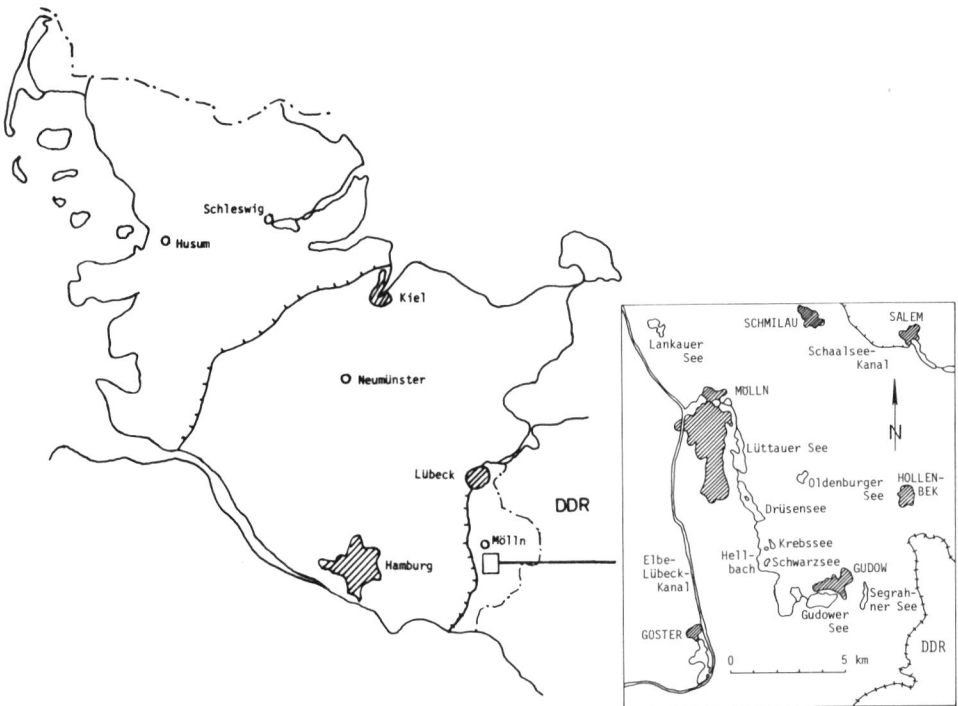 Schleswig
Husum
Kiel
Neumünster
Lübeck
DDR
Mölln
Hamburg
SCHMILAU
SALEM
Lankauer
See
Schaalsee-
Kanal
MÖLLN
N
Lüttauer See
Oldenburger
See
HOLLEN-
BEK
Drüsensee
Krebssee
Hell-
bach
Schwarzsee
Elbe-
Lübeck-
Kanal
GUDOW
Segrah-
ner See
Gudower
See
GÖSTER
DDR
0 5 km